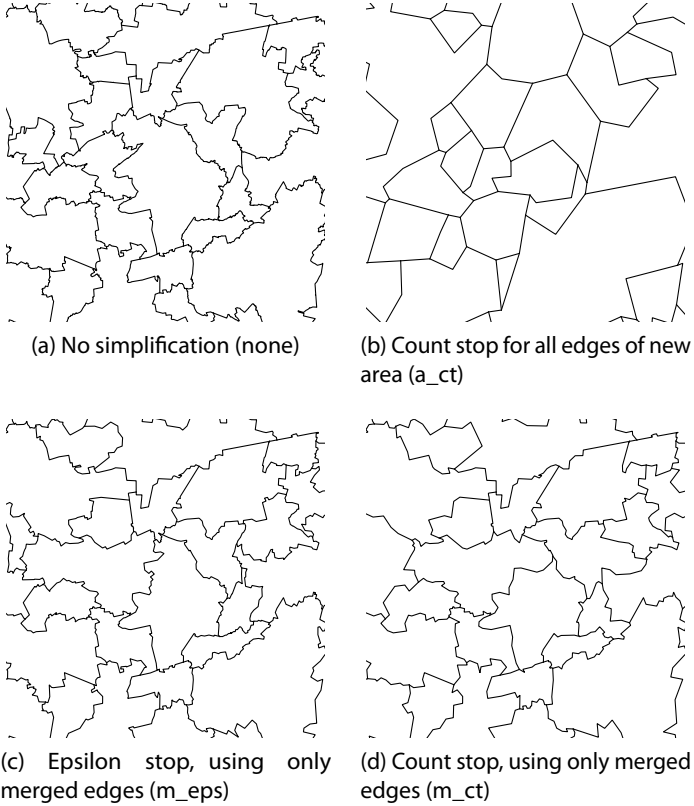 (a) No simplification (none)
(b) Count stop for all edges of new
area (a_ct)
(c) Epsilon stop, using only
merged edges (m_eps)
(d) Count stop, using only merged
edges (m_ct)